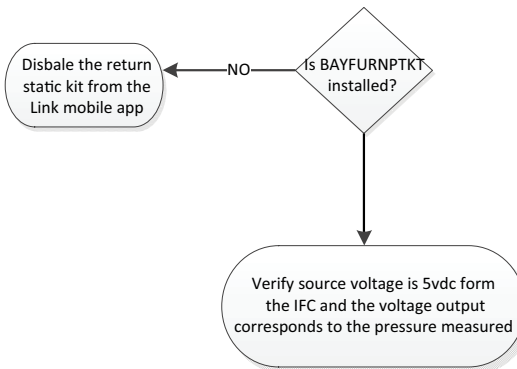 Disbale the return
static kit from the
Link mobile app
NO
Is BAYFURNPTKT
installed?
Verify source voltage is 5vdc form
the IFC and the voltage output
corresponds to the pressure measured